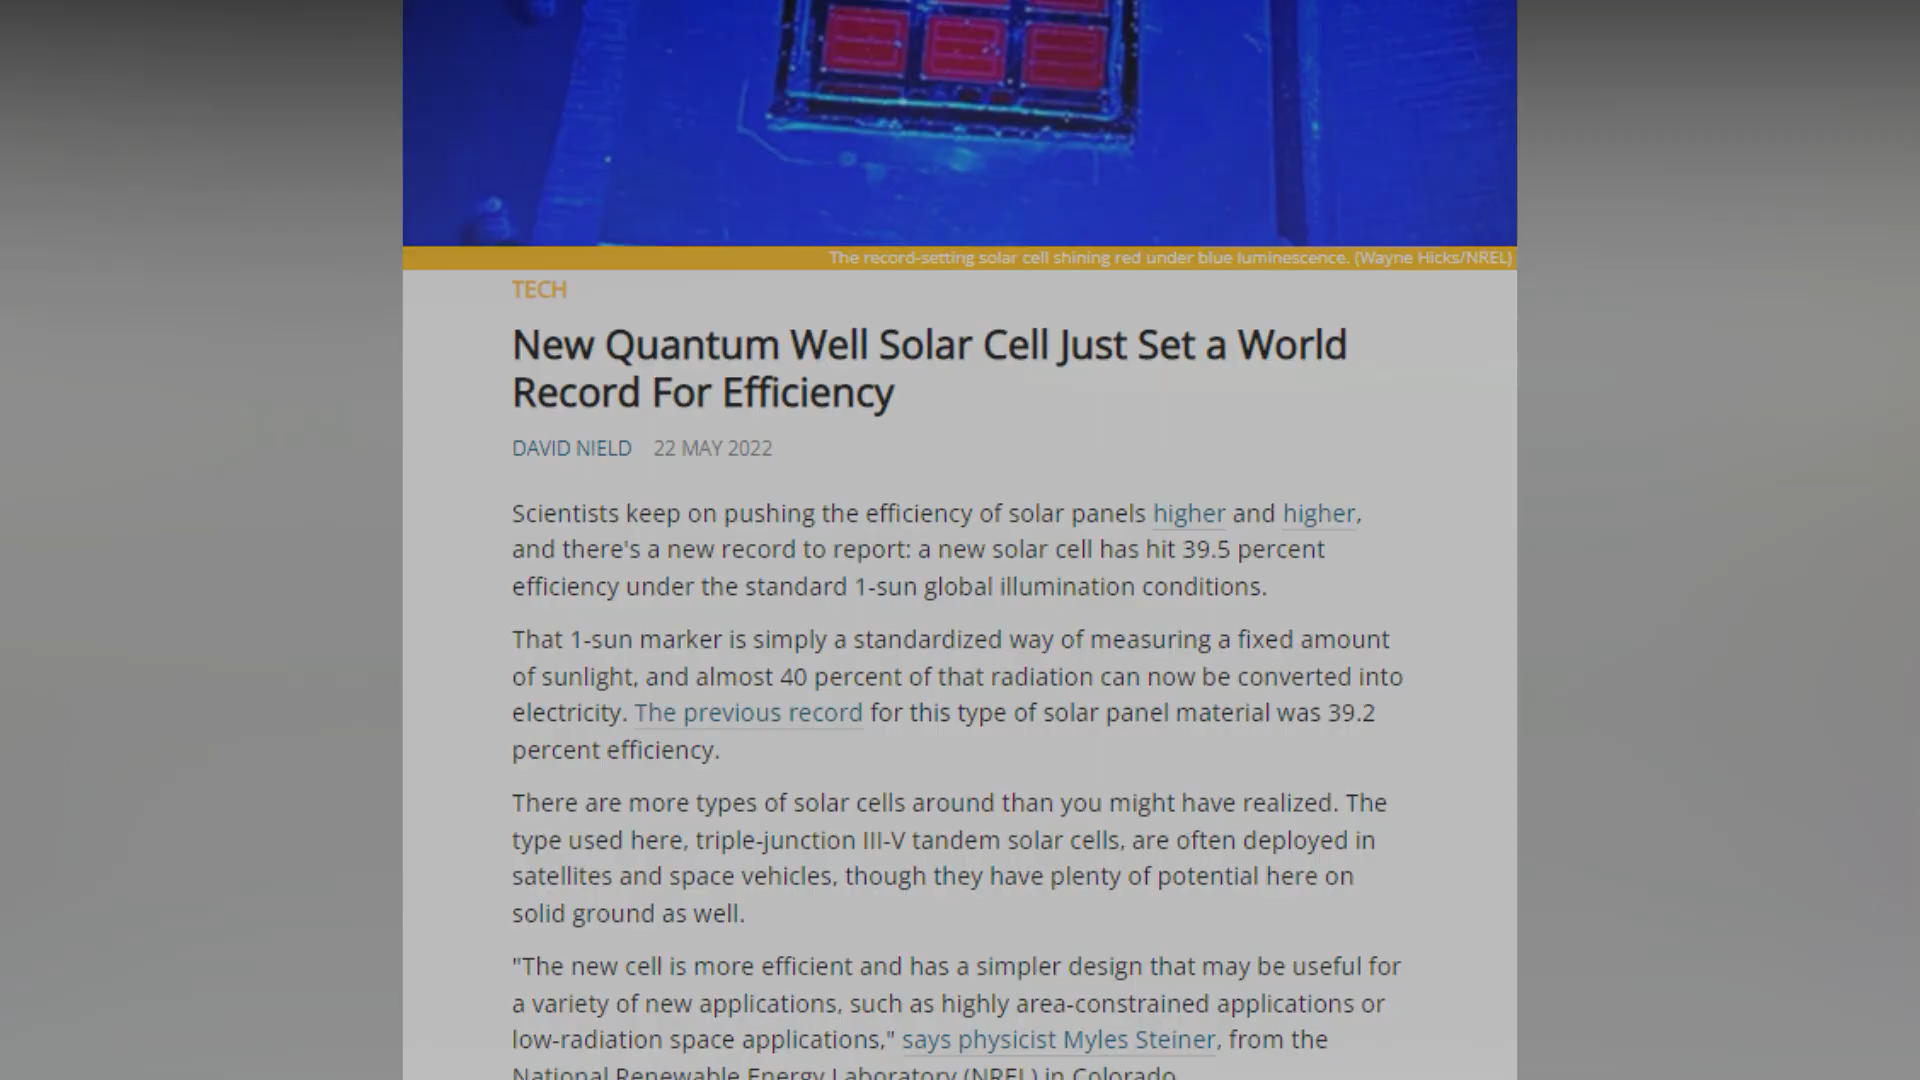 The record-setting solar cell shining red under blue luminescence. (Wayne Hicks/NREL)
TECH
New Quantum Well Solar Cell Just Set a World
Record For Efficiency
DAVID NIELD 22 MAY 2022
Scientists keep on pushing the efficiency of solar panels higher and higher,
and there's a new record to report: a new solar cell has hit 39.5 percent
efficiency under the standard 1-sun global illumination conditions.
That 1-sun marker is simply a standardized way of measuring a fixed amount
of sunlight, and almost 40 percent of that radiation can now be converted into
electricity. The previous record for this type of solar panel material was 39.2
percent efficiency.
There are more types of solar cells around than you might have realized. The
type used here, triple-junction III-V tandem solar cells, are often deployed in
satellites and space vehicles, though they have plenty of potential here on
solid ground as well.
"The new cell is more efficient and has a simpler design that may be useful for
a variety of new applications, such as highly area-constrained applications or
low-radiation space applications," says physicist Myles Steiner, from the
National Renewable Energy Laboratory (NREL) in Colorado.